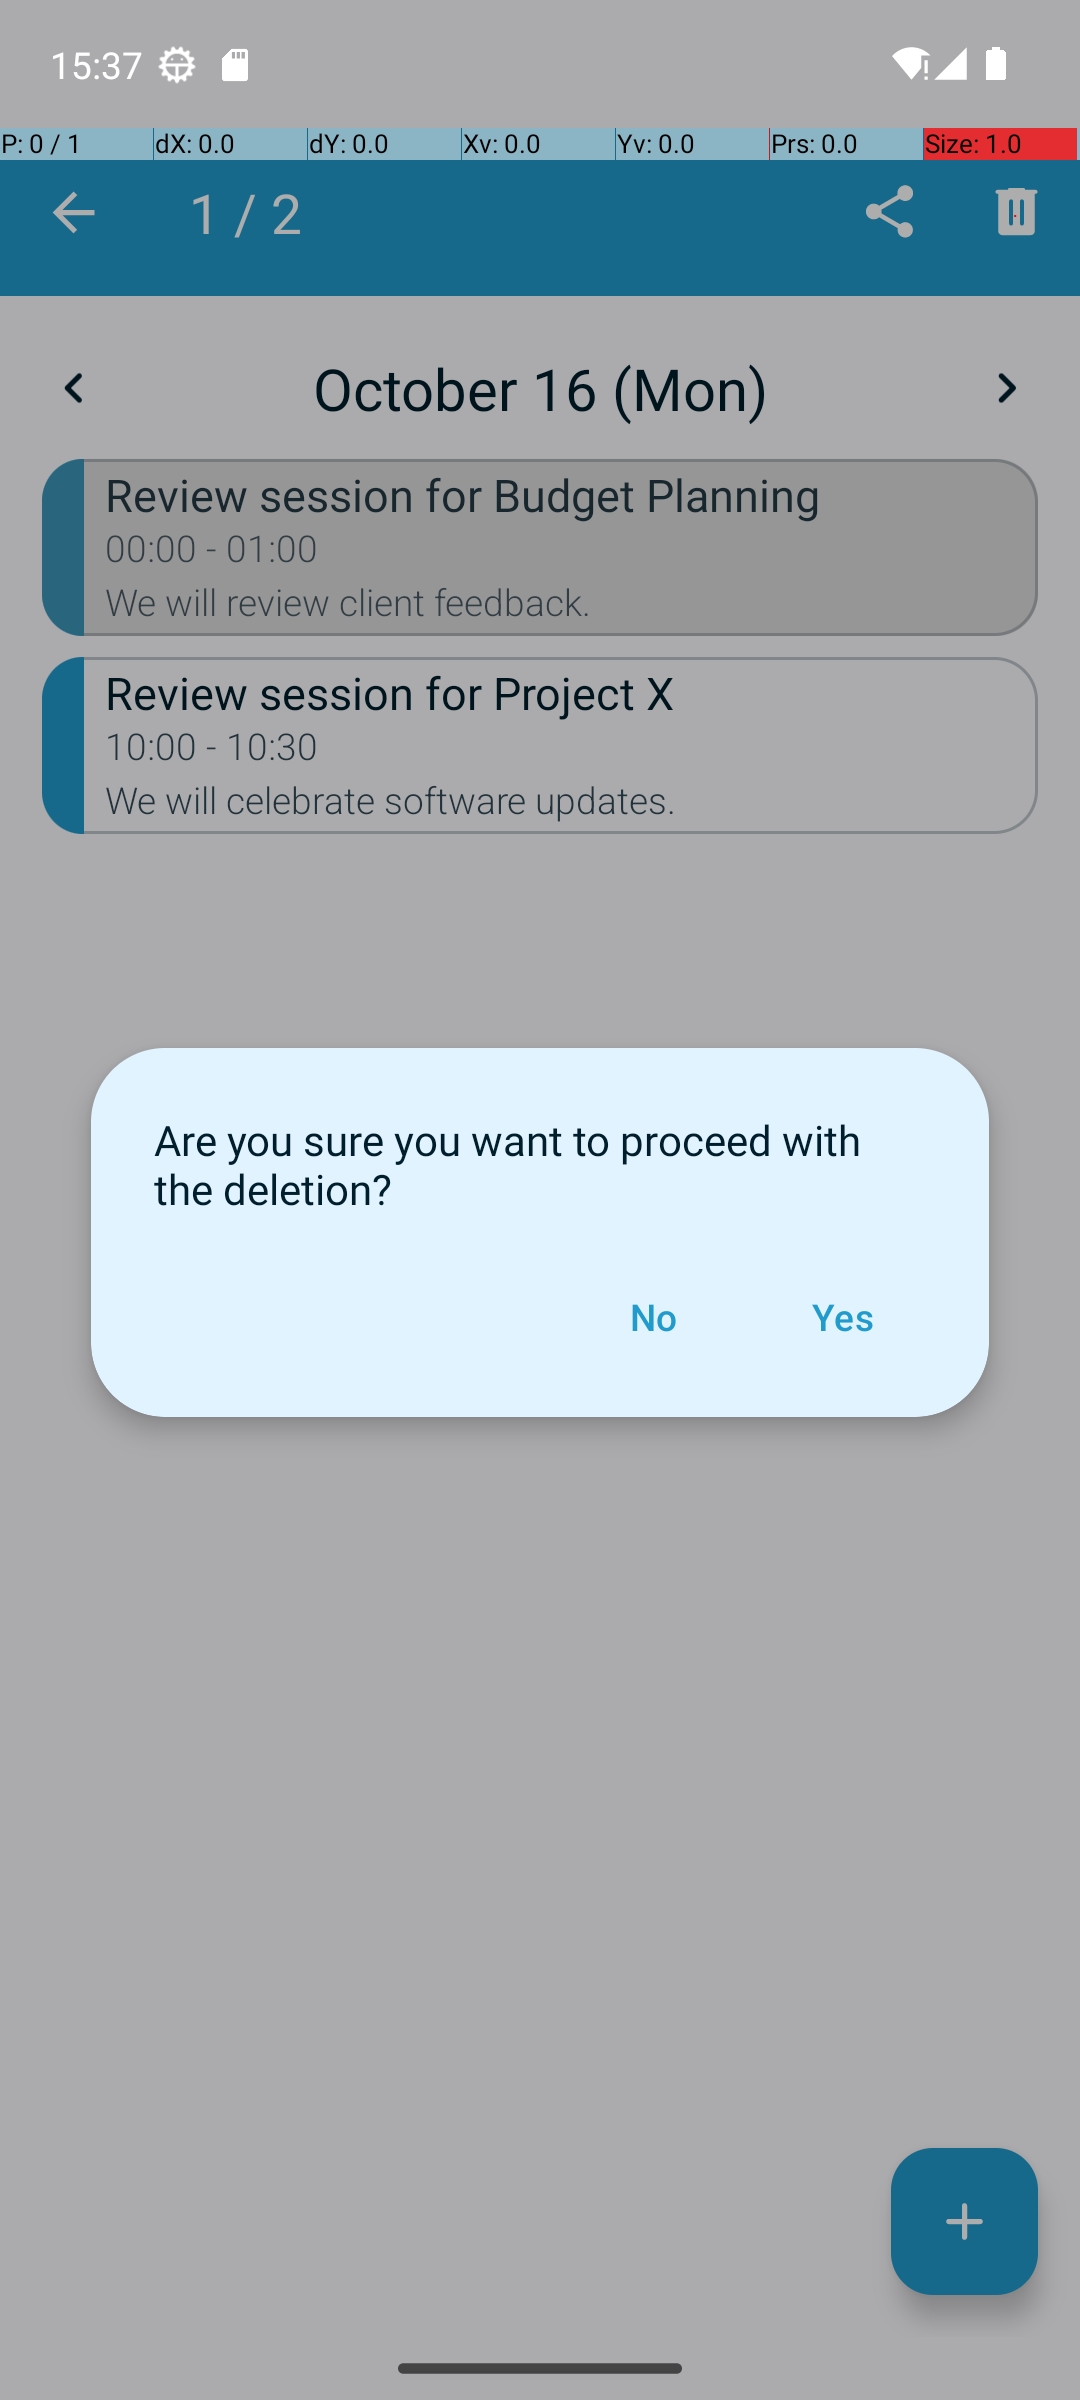 15:37
P: 0 / 1 dX: 0.0 dY: 0.0 Xv: 0.0 Yv: 0.0 Prs: 0.0 Size: 1.0
1 / 2
October 16 (Mon)
Review session for Budget Planning
00:00 - 01:00
We will review client feedback.
Review session for Project X
10:00 - 10:30
We will celebrate software updates.
Are you sure you want to proceed with
the deletion?
No Yes